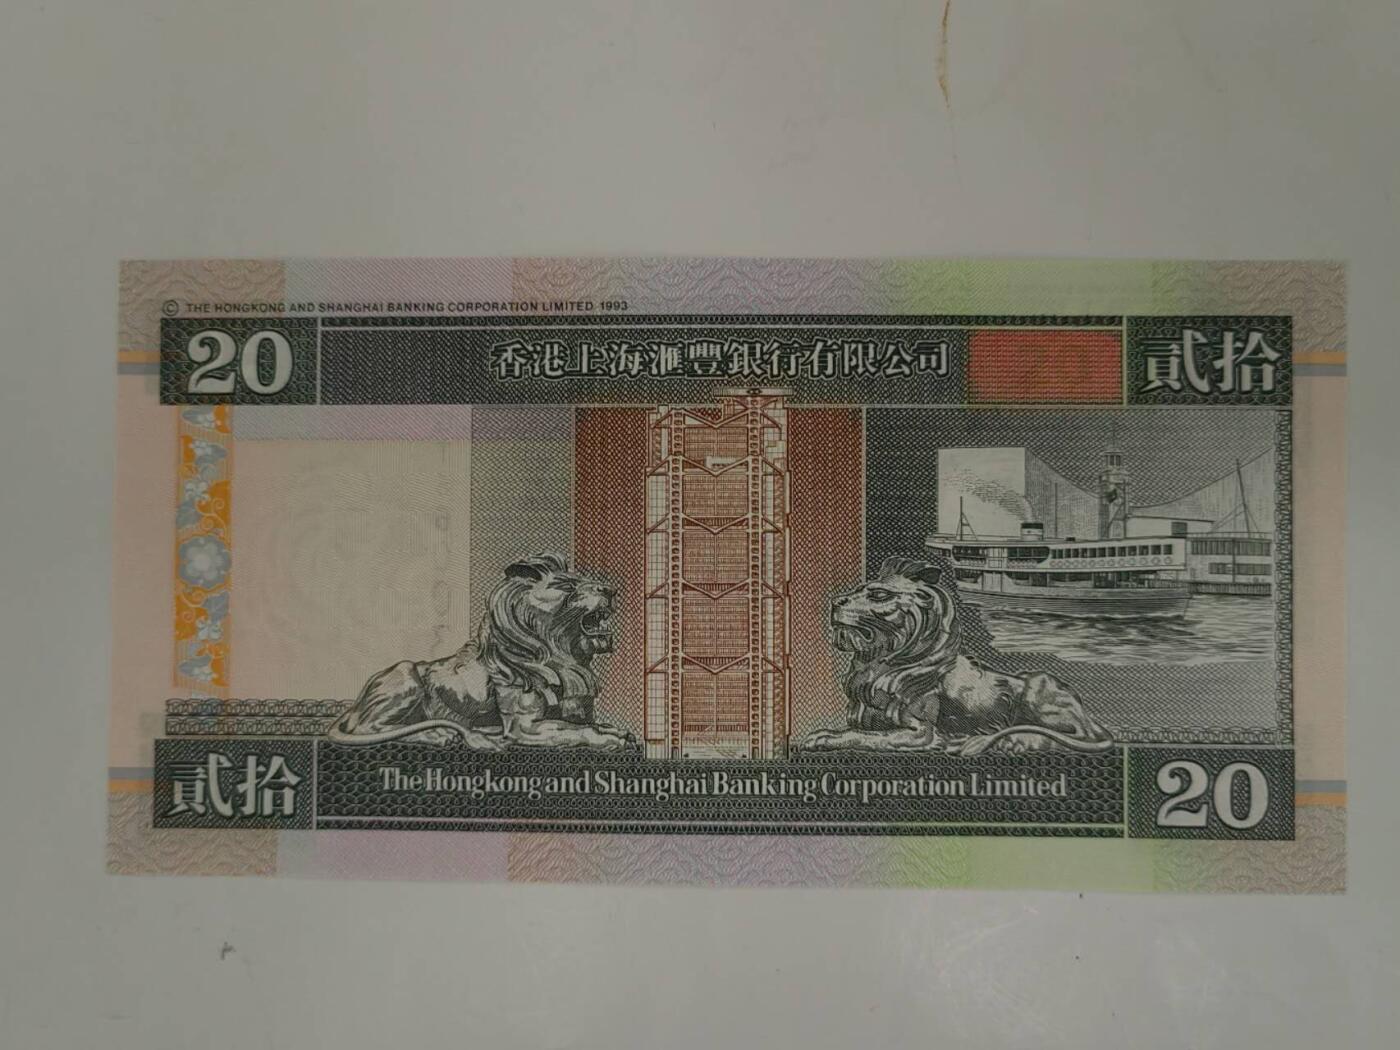 © THE HONGKONG AND SHANGHAI BANKING CORPORATION LIMITED 1993
20
香港上海滙豐銀行有限公司
貳拾
貳拾
The Hongkong and Shanghai Banking Corporation Limited
20